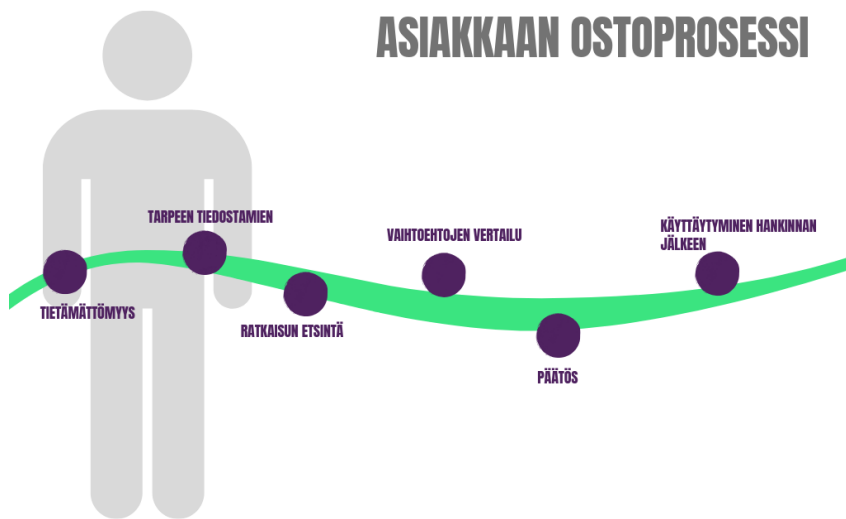 ASIAKKAAN OSTOPROSESSI
TARPEEN TIEDOSTAMIEN
VAIHTOEHTOJEN VERTAILU
KÄYTTÄYTYMINEN HANKINNAN
JÄLKEEN
TIETÄMÄTTÖMYYS
RATKAISUN ETSINTÄ
PÄÄTÖS